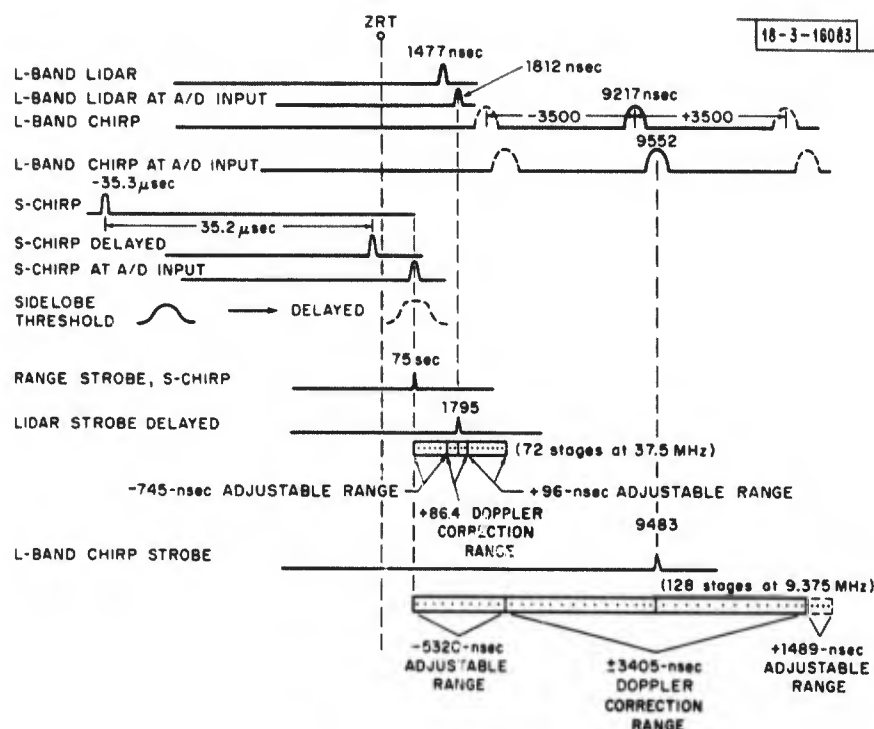 ZRT
18-3-16083
1477 nsec
L-BAND LIDAR
1812 nsec
L-BAND LIDAR AT A/D INPUT
9217 nsec
L-BAND CHIRP
-3500
+3500
9552
L-BAND CHIRP AT A/D INPUT
-35.3 μsec
S-CHIRP
35.2 μsec
S-CHIRP DELAYED
S-CHIRP AT A/D INPUT
SIDELOBE
THRESHOLD
DELAYED
75 sec
RANGE STROBE, S-CHIRP
1795
LIDAR STROBE DELAYED
(72 stages at 37.5 MHz)
-745-nsec ADJUSTABLE RANGE
+96-nsec ADJUSTABLE RANGE
+86.4 DOPPLER
CORRECTION
RANGE
9483
L-BAND CHIRP STROBE
(128 stages at 9.375 MHz)
-5320-nsec
ADJUSTABLE
RANGE
±3405-nsec
DOPPLER
CORRECTION
RANGE
+1489-nsec
ADJUSTABLE
RANGE